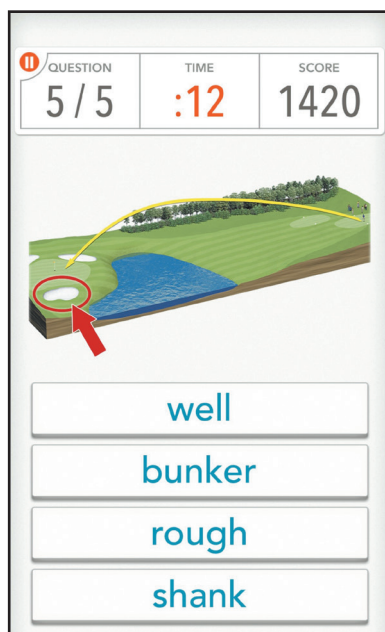 QUESTION TIME SCORE
5 / 5 :12 1420
well
bunker
rough
shank